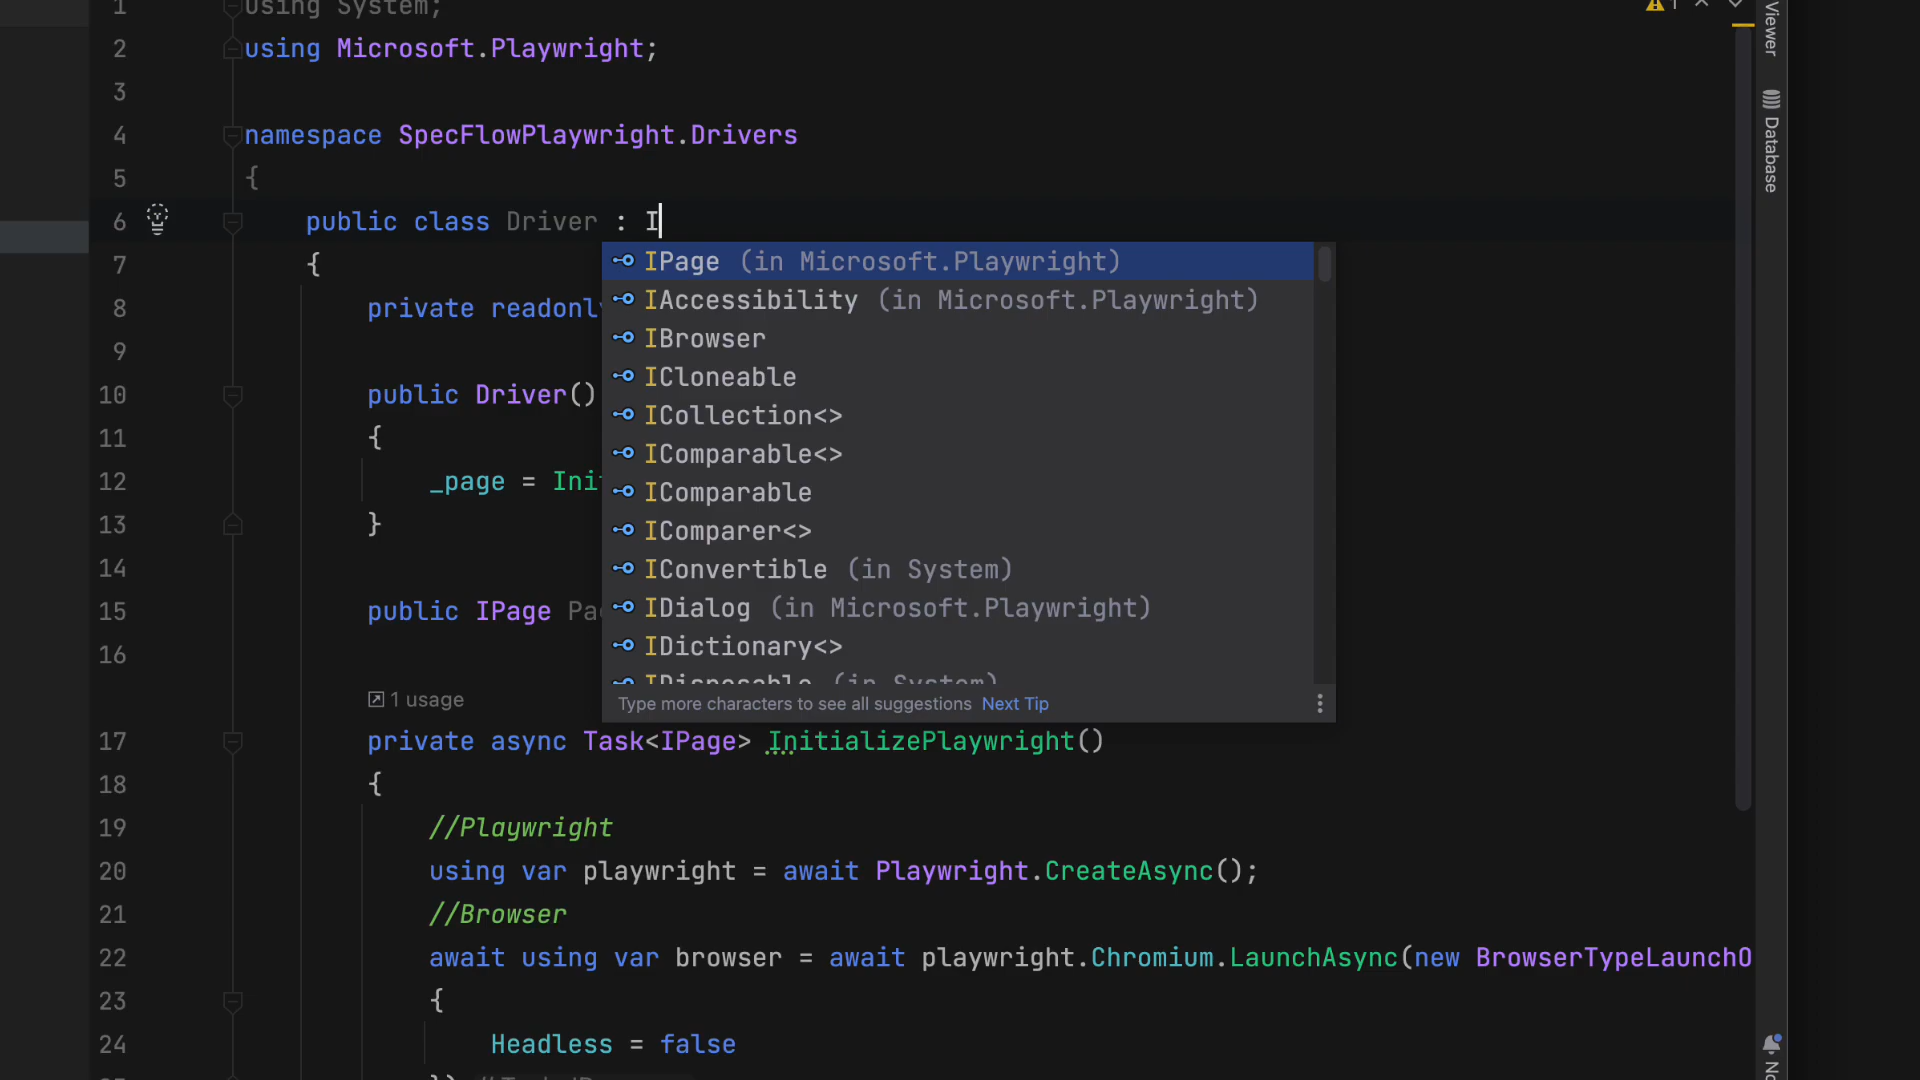 1 using System;
2 using Microsoft.Playwright;
3
4 namespace SpecFlowPlaywright.Drivers
5 {
6 public class Driver : I
7 {
8 private readonly
9
10 public Driver()
11 {
12 _page = Ini
13 }
14
15 public IPage
16
1 usage
17 private async Task<IPage> InitializePlaywright()
18 {
19 //Playwright
20 using var playwright = await Playwright.CreateAsync();
21 //Browser
22 await using var browser = await playwright.Chromium.LaunchAsync(new BrowserTypeLaunchO
23 {
24 Headless = false
IPage (in Microsoft.Playwright)
IAccessibility (in Microsoft.Playwright)
IBrowser
ICloneable
ICollection<>
IComparable<>
IComparable
IComparer<>
IConvertible (in System)
IDialog (in Microsoft.Playwright)
IDictionary<>
IDisposable (in System)
Type more characters to see all suggestions Next Tip
1
Viewer
Database